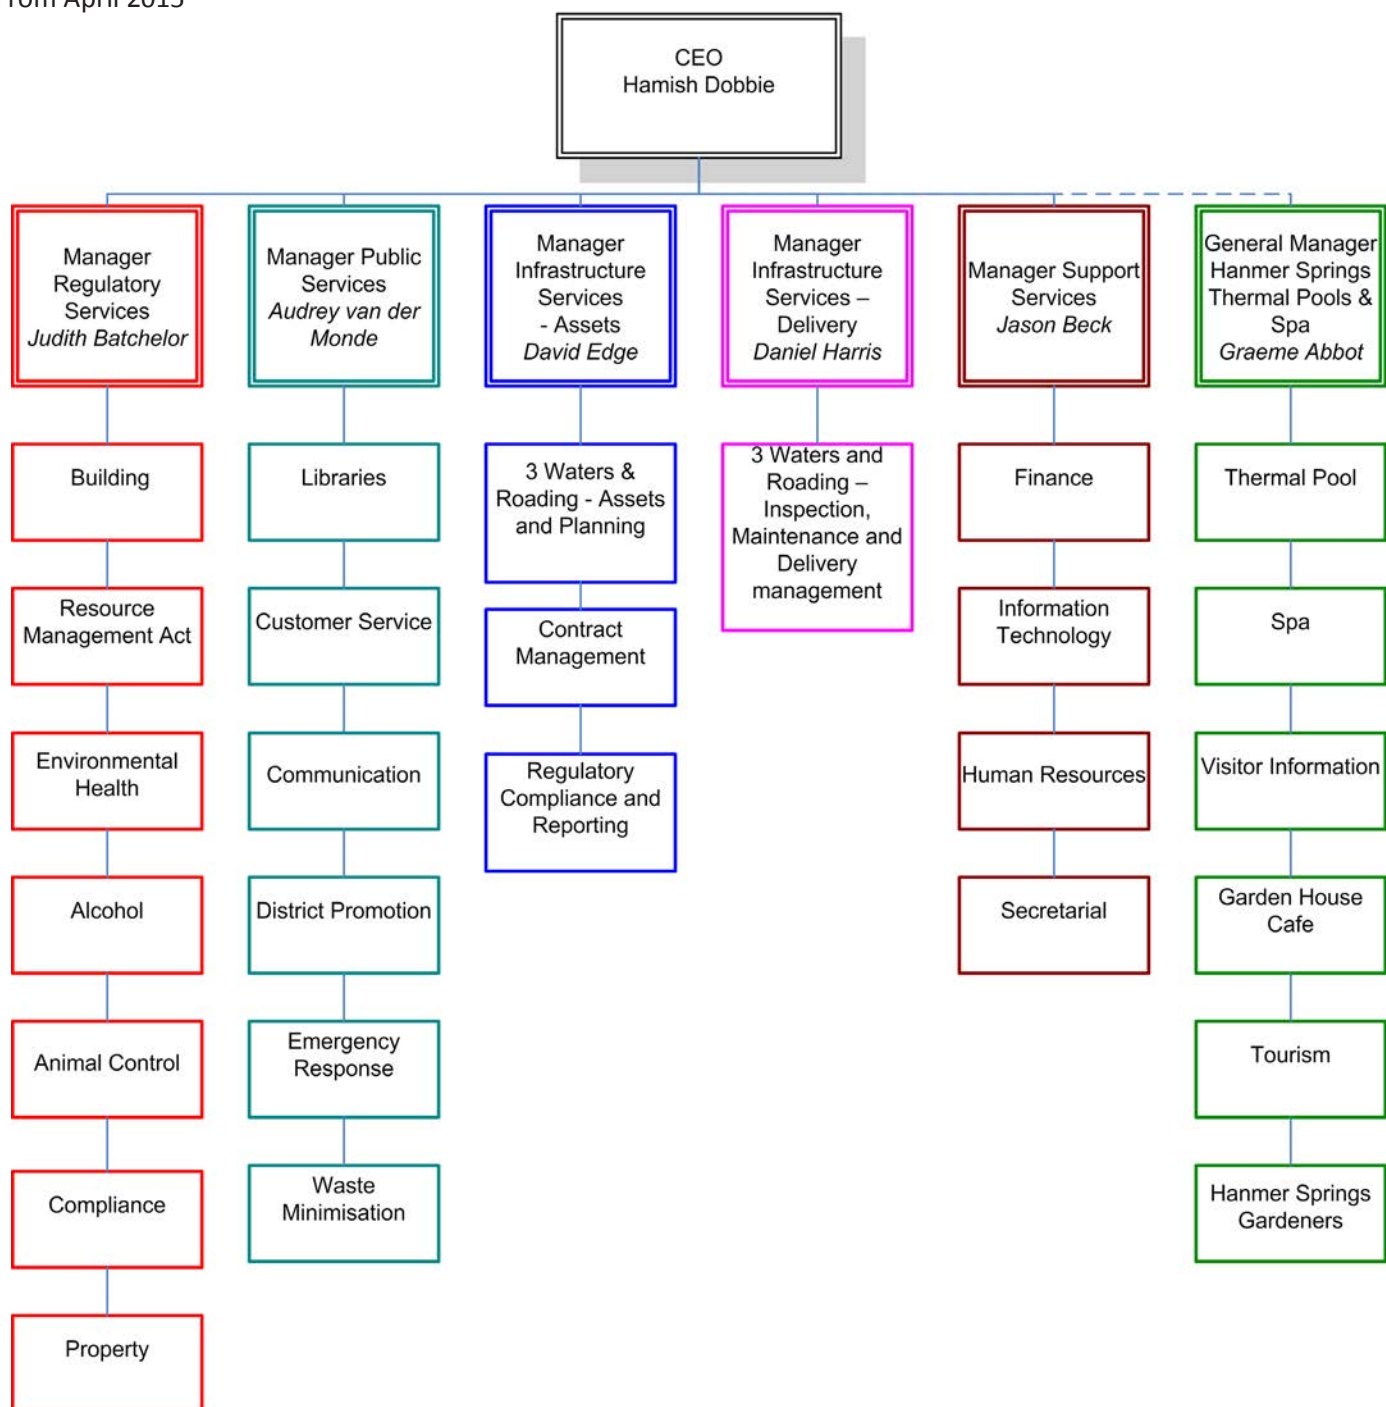 rom April 2015
CEO
Hamish Dobbie
Manager
Regulatory
Services
Judith Batchelor
Manager Public
Services
Audrey van der
Monde
Manager
Infrastructure
Services
- Assets
David Edge
Manager
Infrastructure
Services –
Delivery
Daniel Harris
Manager Support
Services
Jason Beck
General Manager
Hanmer Springs
Thermal Pools &
Spa
Graeme Abbot
Building
Resource
Management Act
Environmental
Health
Alcohol
Animal Control
Compliance
Property
Libraries
Customer Service
Communication
District Promotion
Emergency
Response
Waste
Minimisation
3 Waters &
Roading - Assets
and Planning
Contract
Management
Regulatory
Compliance and
Reporting
3 Waters and
Roading –
Inspection,
Maintenance and
Delivery
management
Finance
Information
Technology
Human Resources
Secretarial
Thermal Pool
Spa
Visitor Information
Garden House
Cafe
Tourism
Hanmer Springs
Gardeners